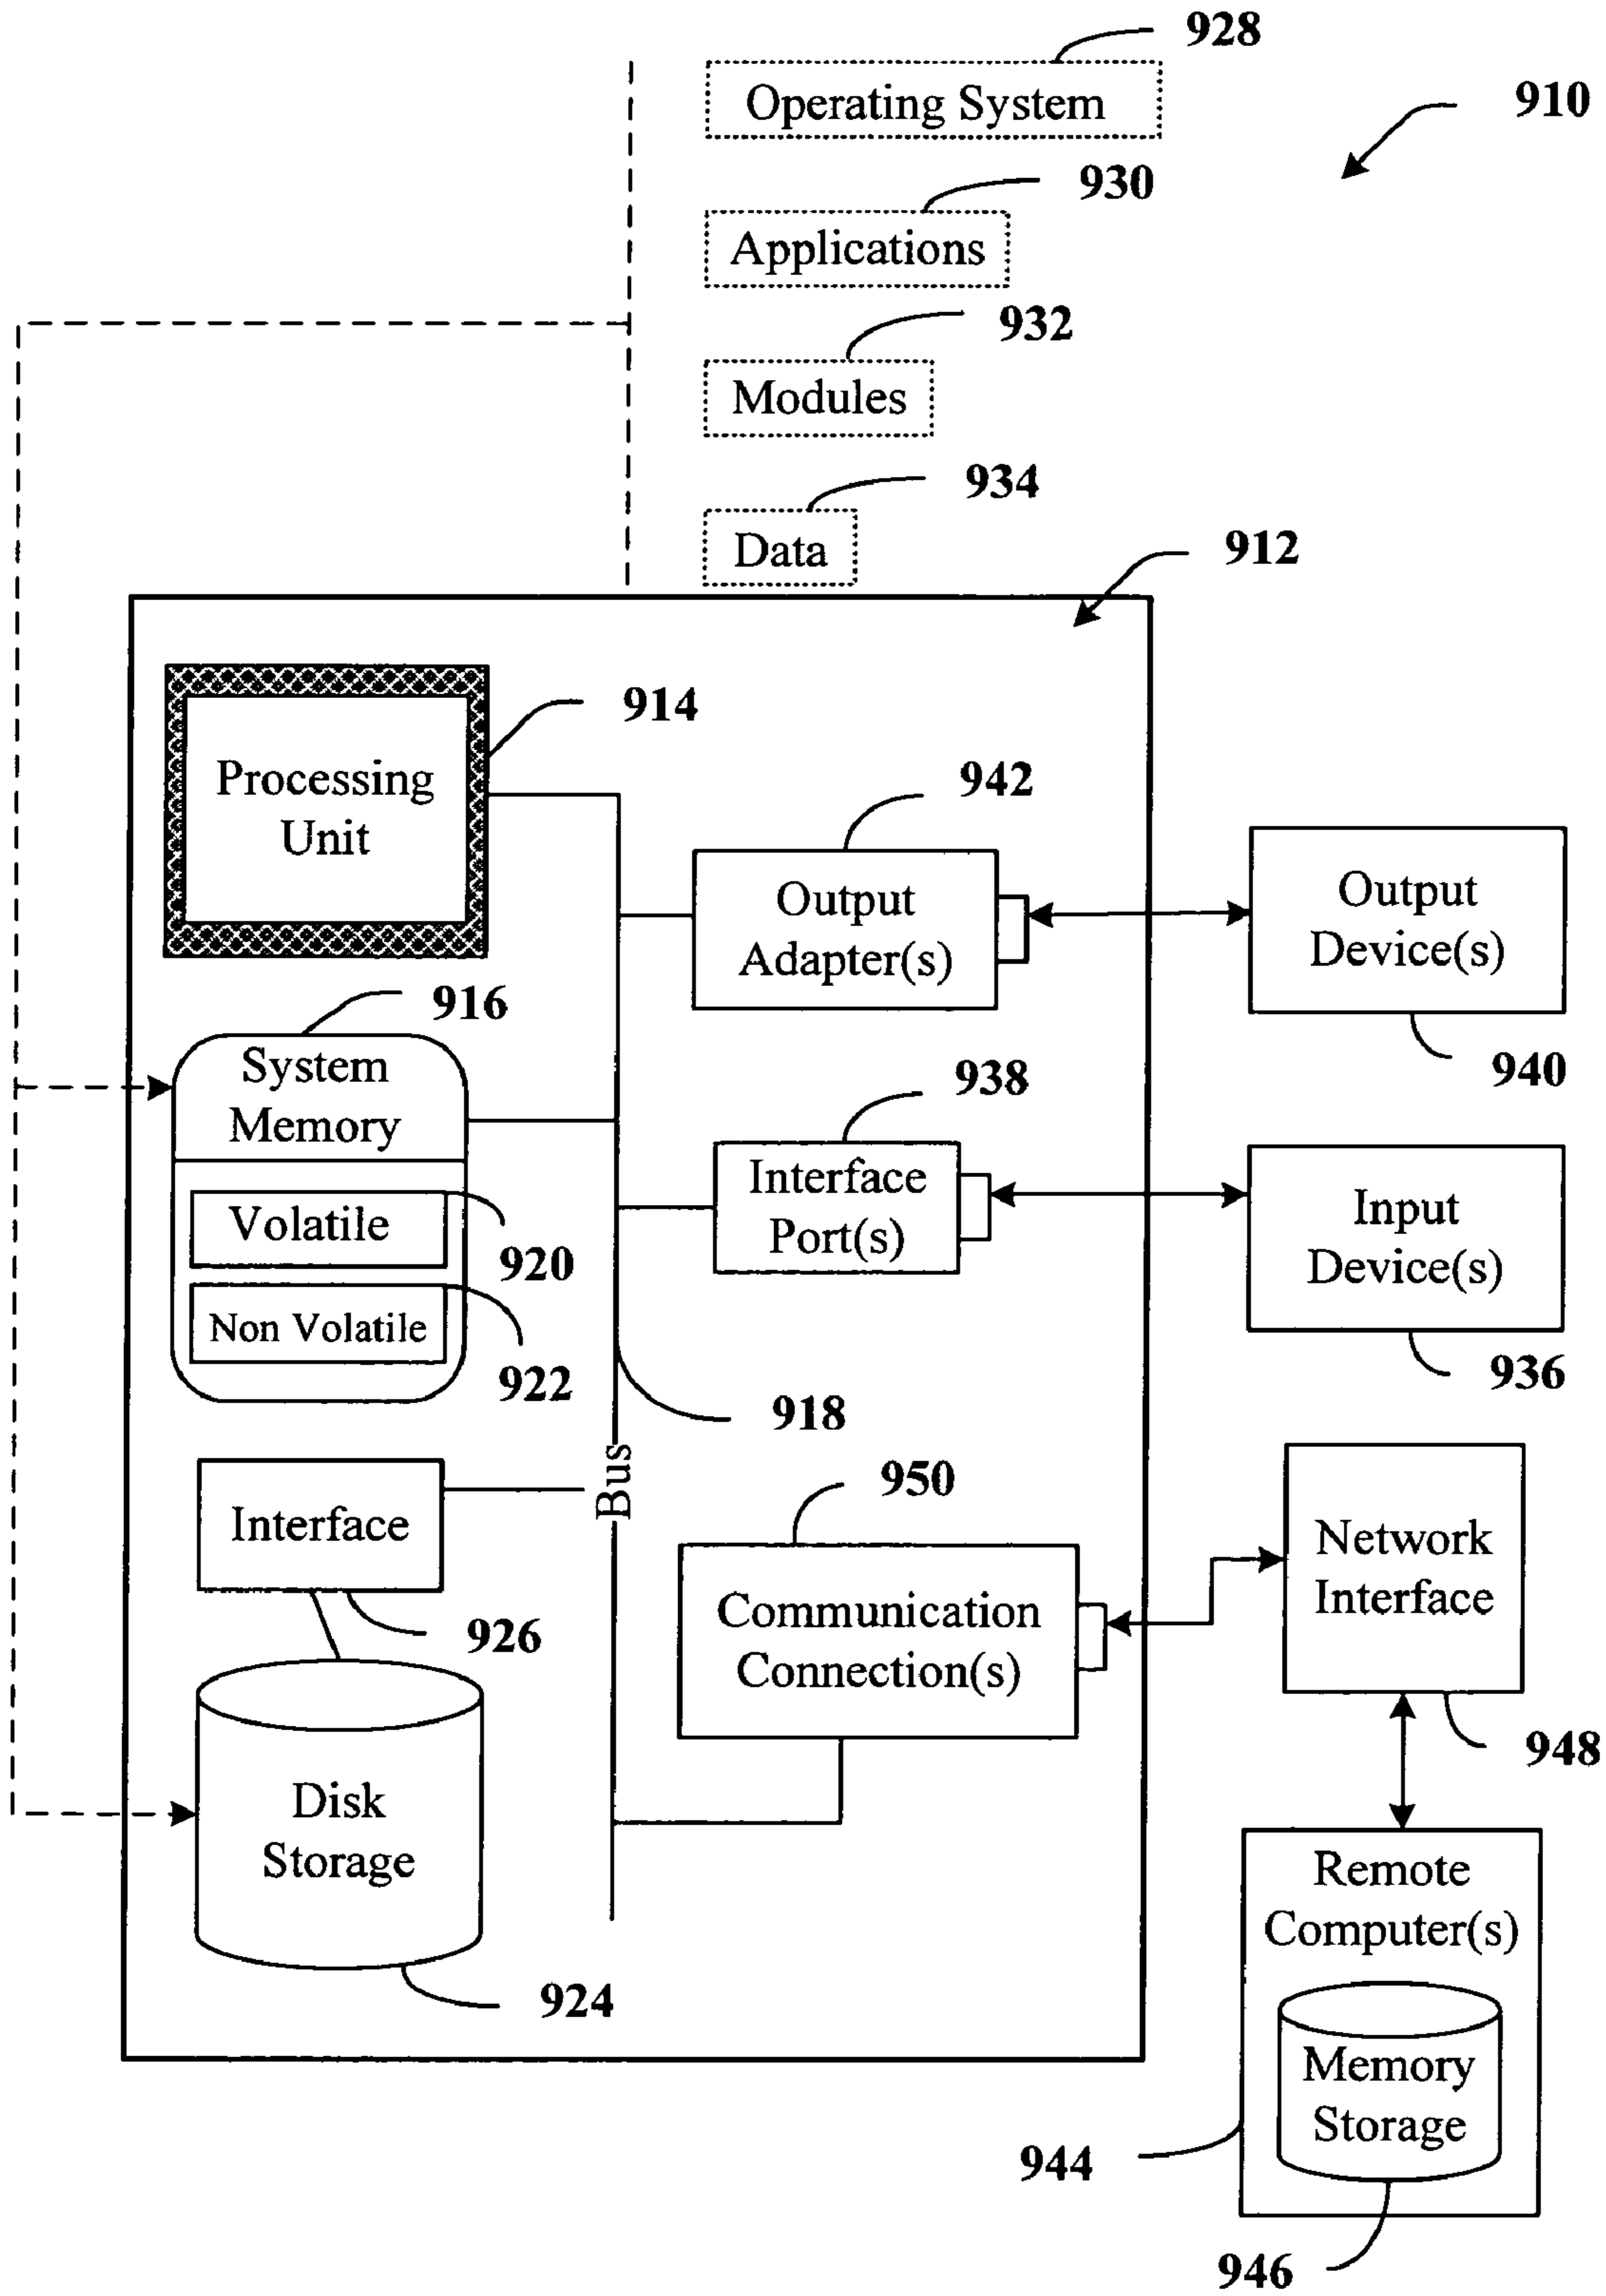 928
Operating System
910
930
Applications
932
Modules
934
Data
912
914
Processing
Unit
942
Output
Adapter(s)
Output
Device(s)
940
916
System
Memory
938
Interface
Port(s)
Input
Device(s)
936
Volatile
920
Non Volatile
922
918
Bus
950
Interface
926
Communication
Connection(s)
Network
Interface
948
Disk
Storage
924
Remote
Computer(s)
Memory
Storage
944
946